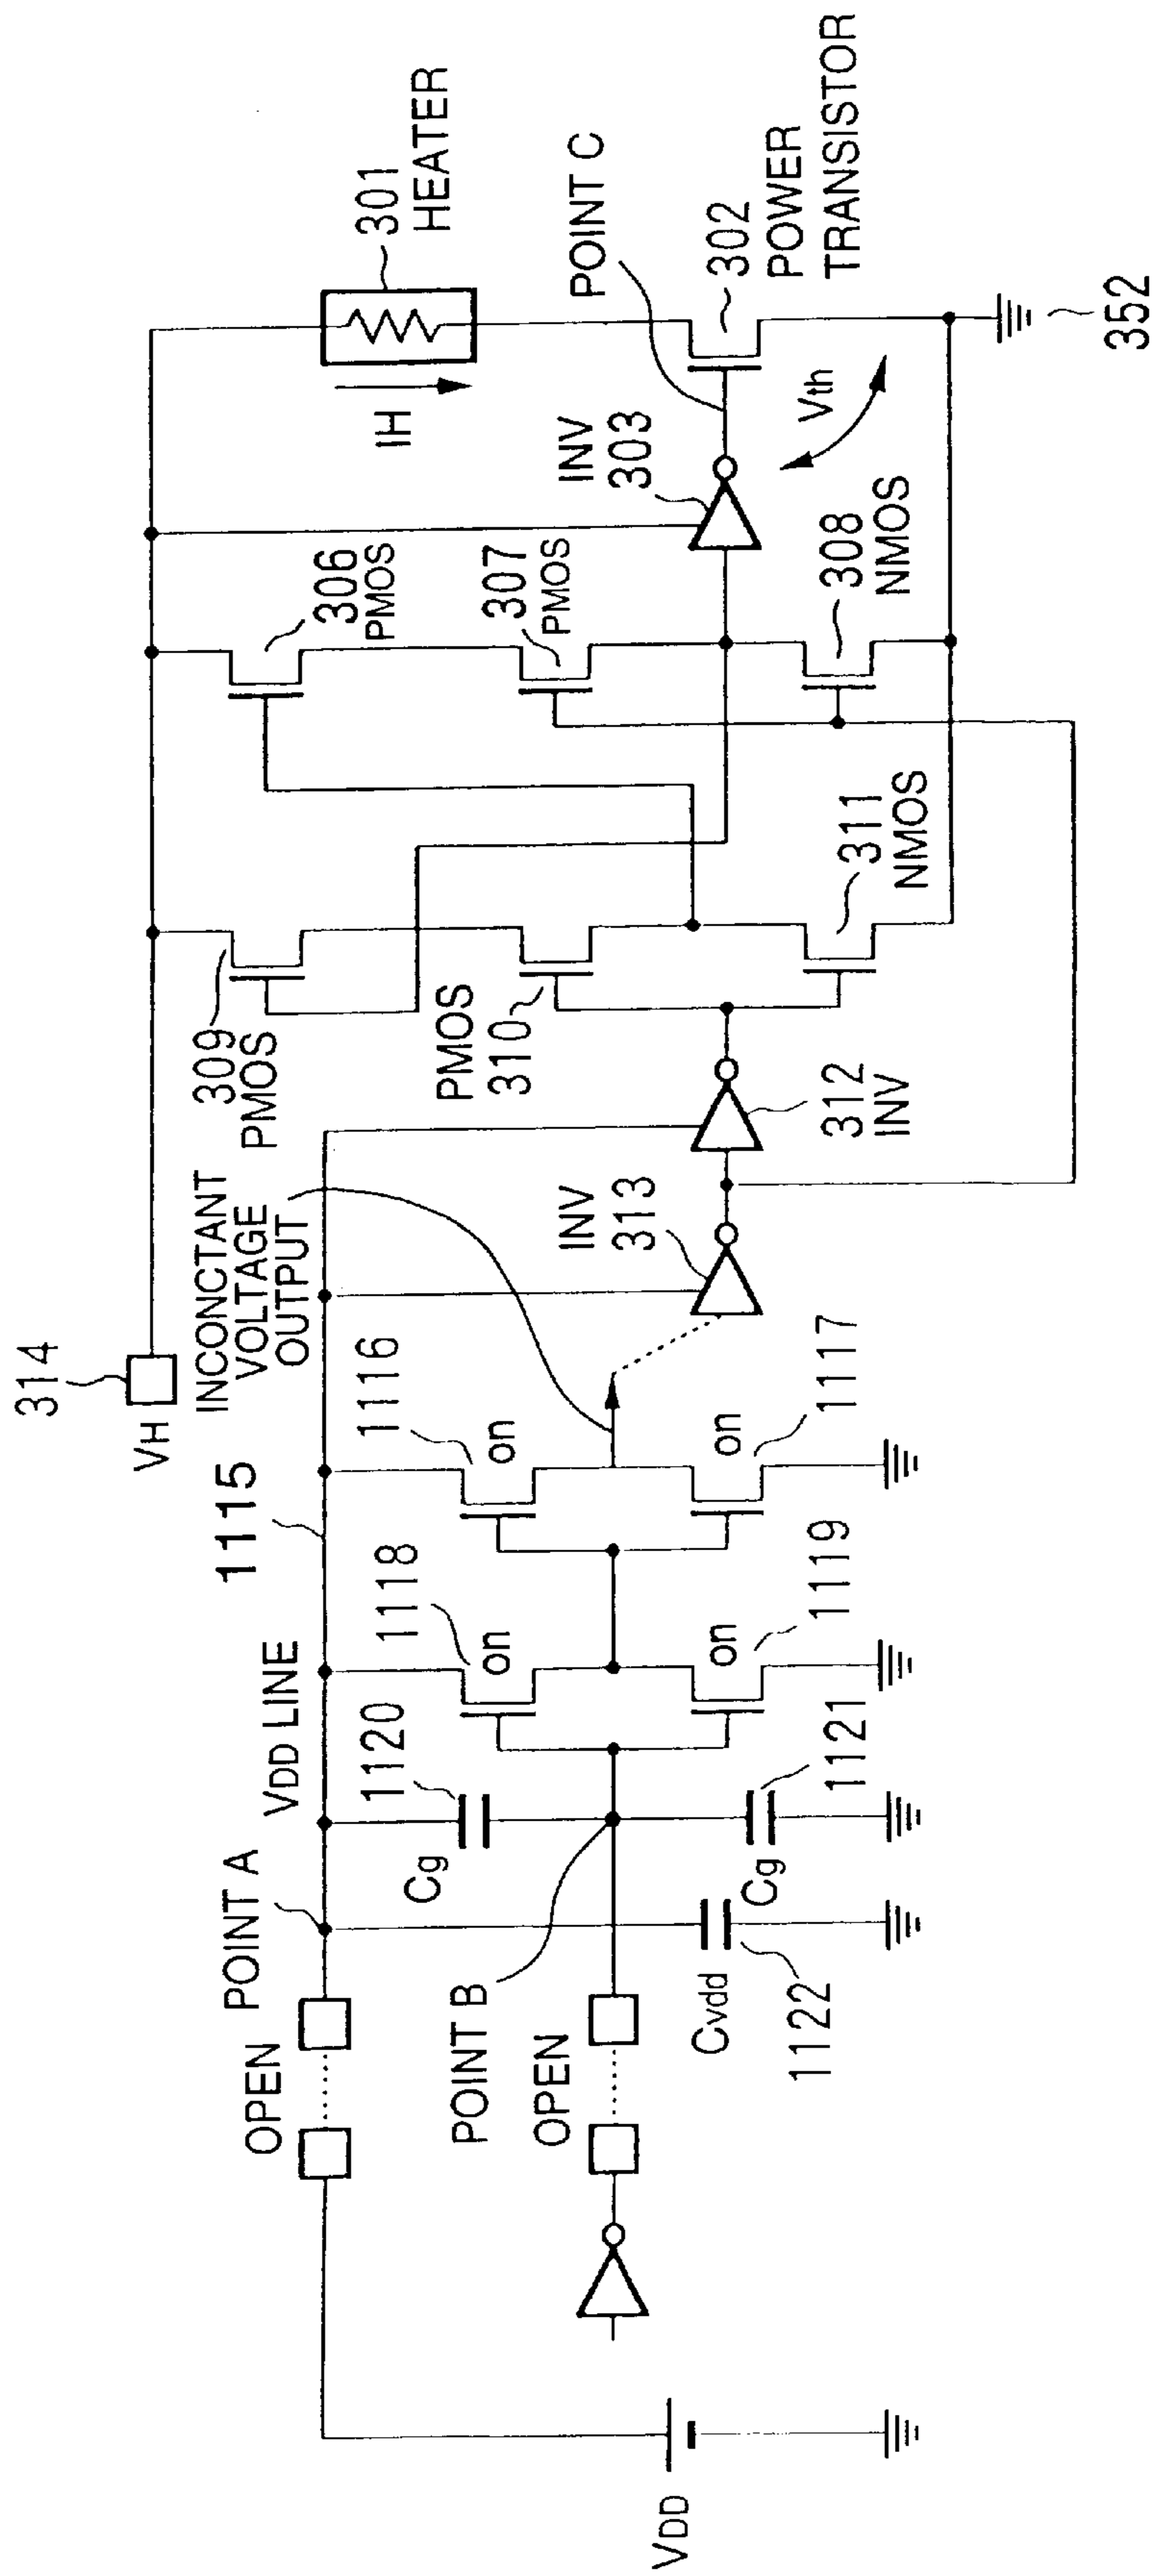 314
VH
INCONCTANT
VOLTAGE
OUTPUT
309
PMOS
306
PMOS
301
HEATER
IH
1115
VDD LINE
POINT A
OPEN
1116
on
1118
on
1120
Cg
PMOS
310
307
PMOS
INV
303
POINT C
INV
313
312
INV
311
NMOS
308
NMOS
Vth
302
POWER
TRANSISTOR
352
POINT B
OPEN
on
1117
on
1119
Cg
1121
Cvdd
1122
VDD